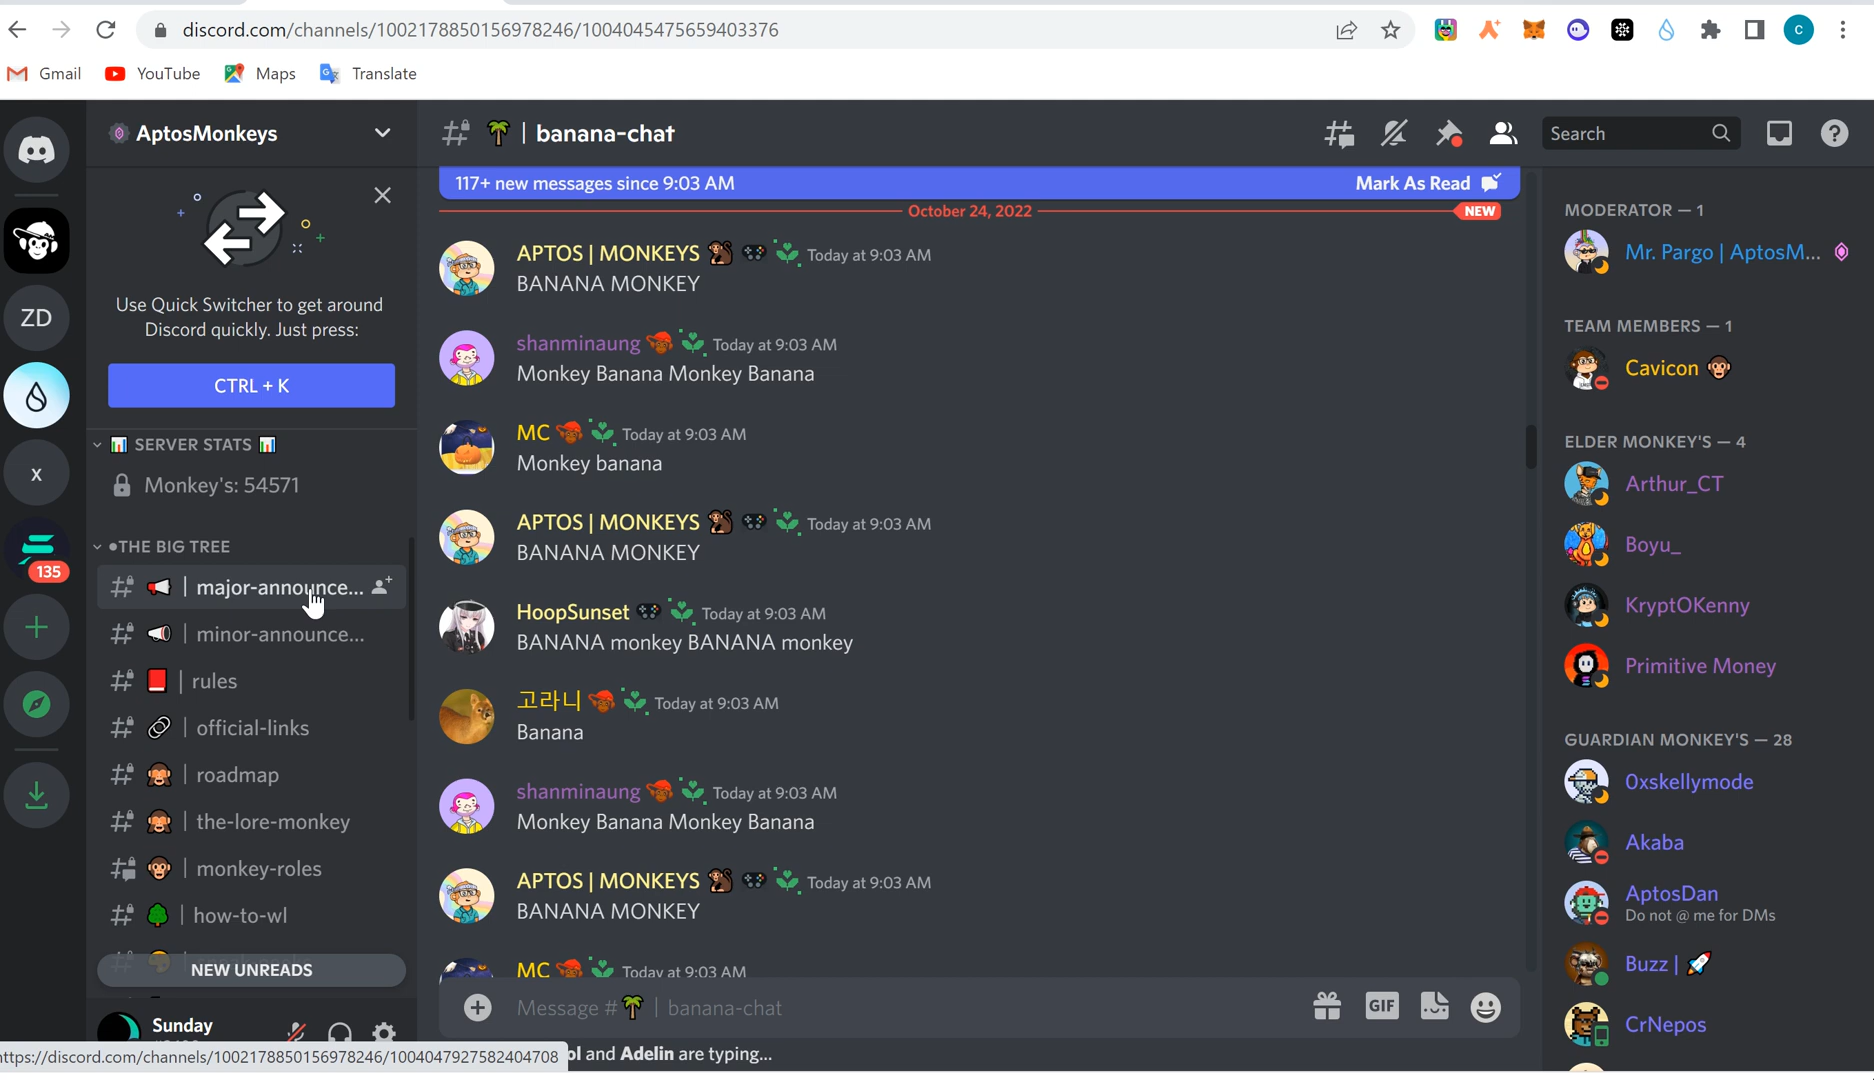 discord.com/channels/1002178850156978246/1004045475659403376
C
Gmail YouTube Maps Translate
AptosMonkeys
Use Quick Switcher to get around
Discord quickly. Just press:
CTRL + K
SERVER STATS
Monkey's: 54571
•THE BIG TREE
major-announce...
minor-announce...
rules
official-links
roadmap
the-lore-monkey
monkey-roles
how-to-wl
NEW UNREADS
Sunday
ZD
X
135
| banana-chat
Search
117+ new messages since 9:03 AM Mark As Read
October 24, 2022 NEW
APTOS | MONKEYS Today at 9:03 AM
BANANA MONKEY
shanminaung Today at 9:03 AM
Monkey Banana Monkey Banana
MC Today at 9:03 AM
Monkey banana
APTOS | MONKEYS Today at 9:03 AM
BANANA MONKEY
HoopSunset Today at 9:03 AM
BANANA monkey BANANA monkey
고라니 Today at 9:03 AM
Banana
shanminaung Today at 9:03 AM
Monkey Banana Monkey Banana
APTOS | MONKEYS Today at 9:03 AM
BANANA MONKEY
MC Today at 9:03 AM
Message # | banana-chat
GIF
and Adelin are typing...
https://discord.com/channels/1002178850156978246/1004047927582404708
MODERATOR — 1
Mr. Pargo | AptosM...
TEAM MEMBERS — 1
Cavicon
ELDER MONKEY'S — 4
Arthur_CT
Boyu_
KryptOKenny
Primitive Money
GUARDIAN MONKEY'S — 28
0xskellymode
Akaba
AptosDan
Do not @ me for DMs
Buzz |
CrNepos